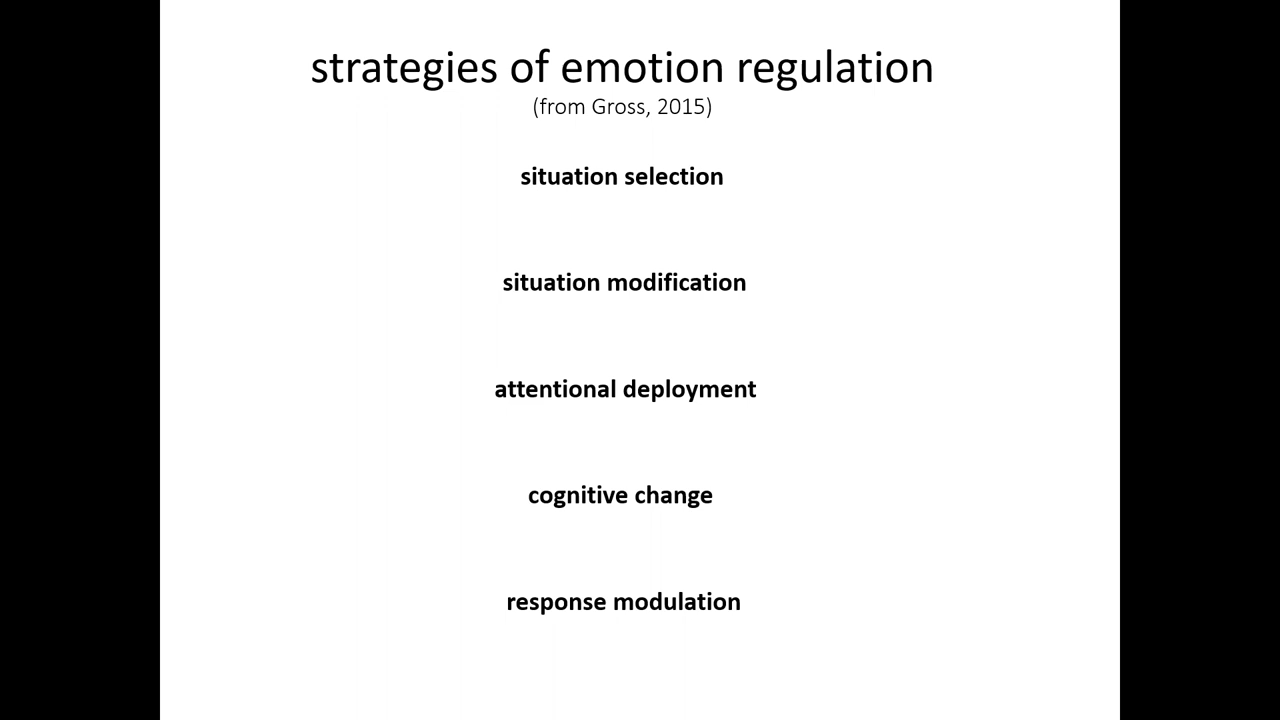 strategies of emotion regulation
(from Gross, 2015)
situation selection
situation modification
attentional deployment
cognitive change
response modulation